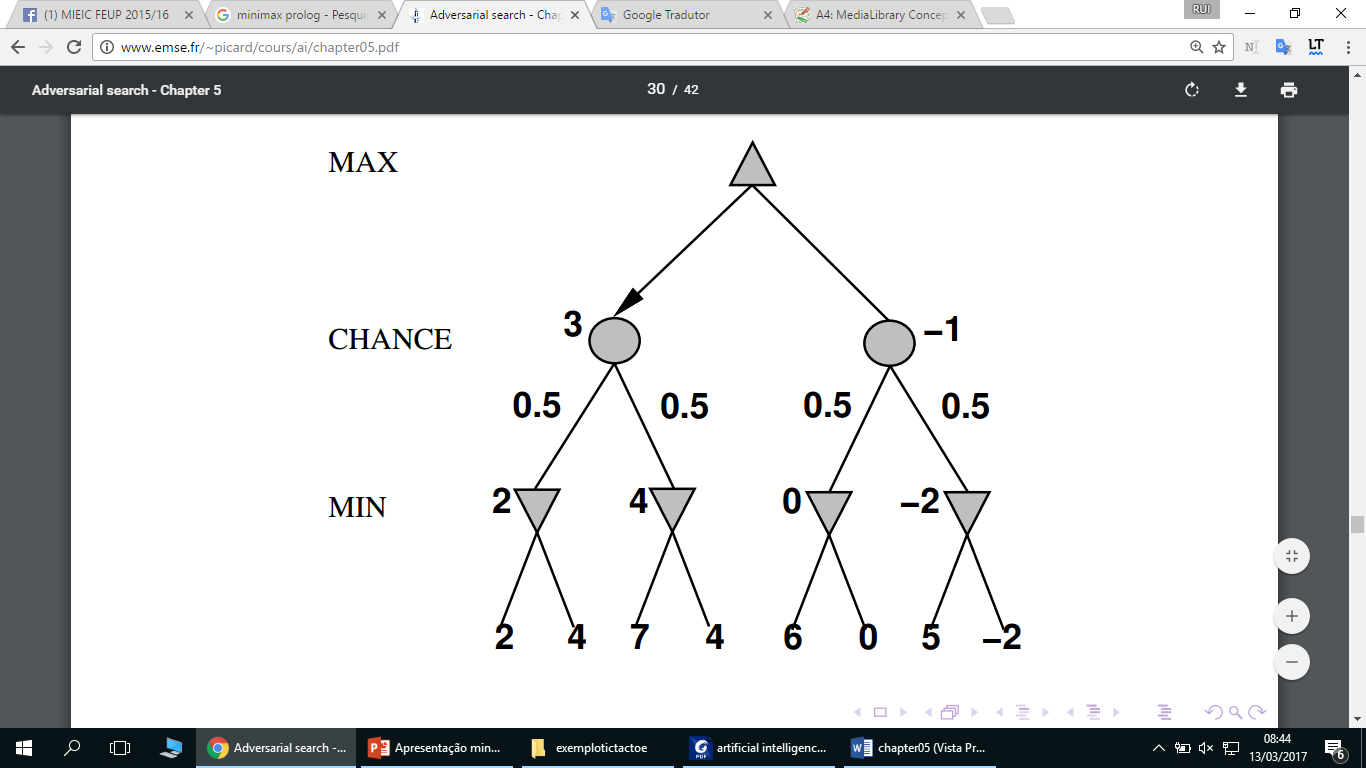 (1) MIEIC FEUP 2015/16
minimax prolog - Pesqui
Adversarial search - Chap
Google Tradutor
A4: MediaLibrary Concep
RUI
www.emse.fr/~picard/cours/ai/chapter05.pdf
LT
Adversarial search - Chapter 5
30 / 42
MAX
CHANCE
3
−1
0.5 0.5 0.5 0.5
MIN
2 4 0 −2
2 4 7 4 6 0 5 −2
Adversarial search -...
Apresentação min...
exemplotictactoe
artificial intelligenc...
chapter05 (Vista Pr...
08:44
13/03/2017
6